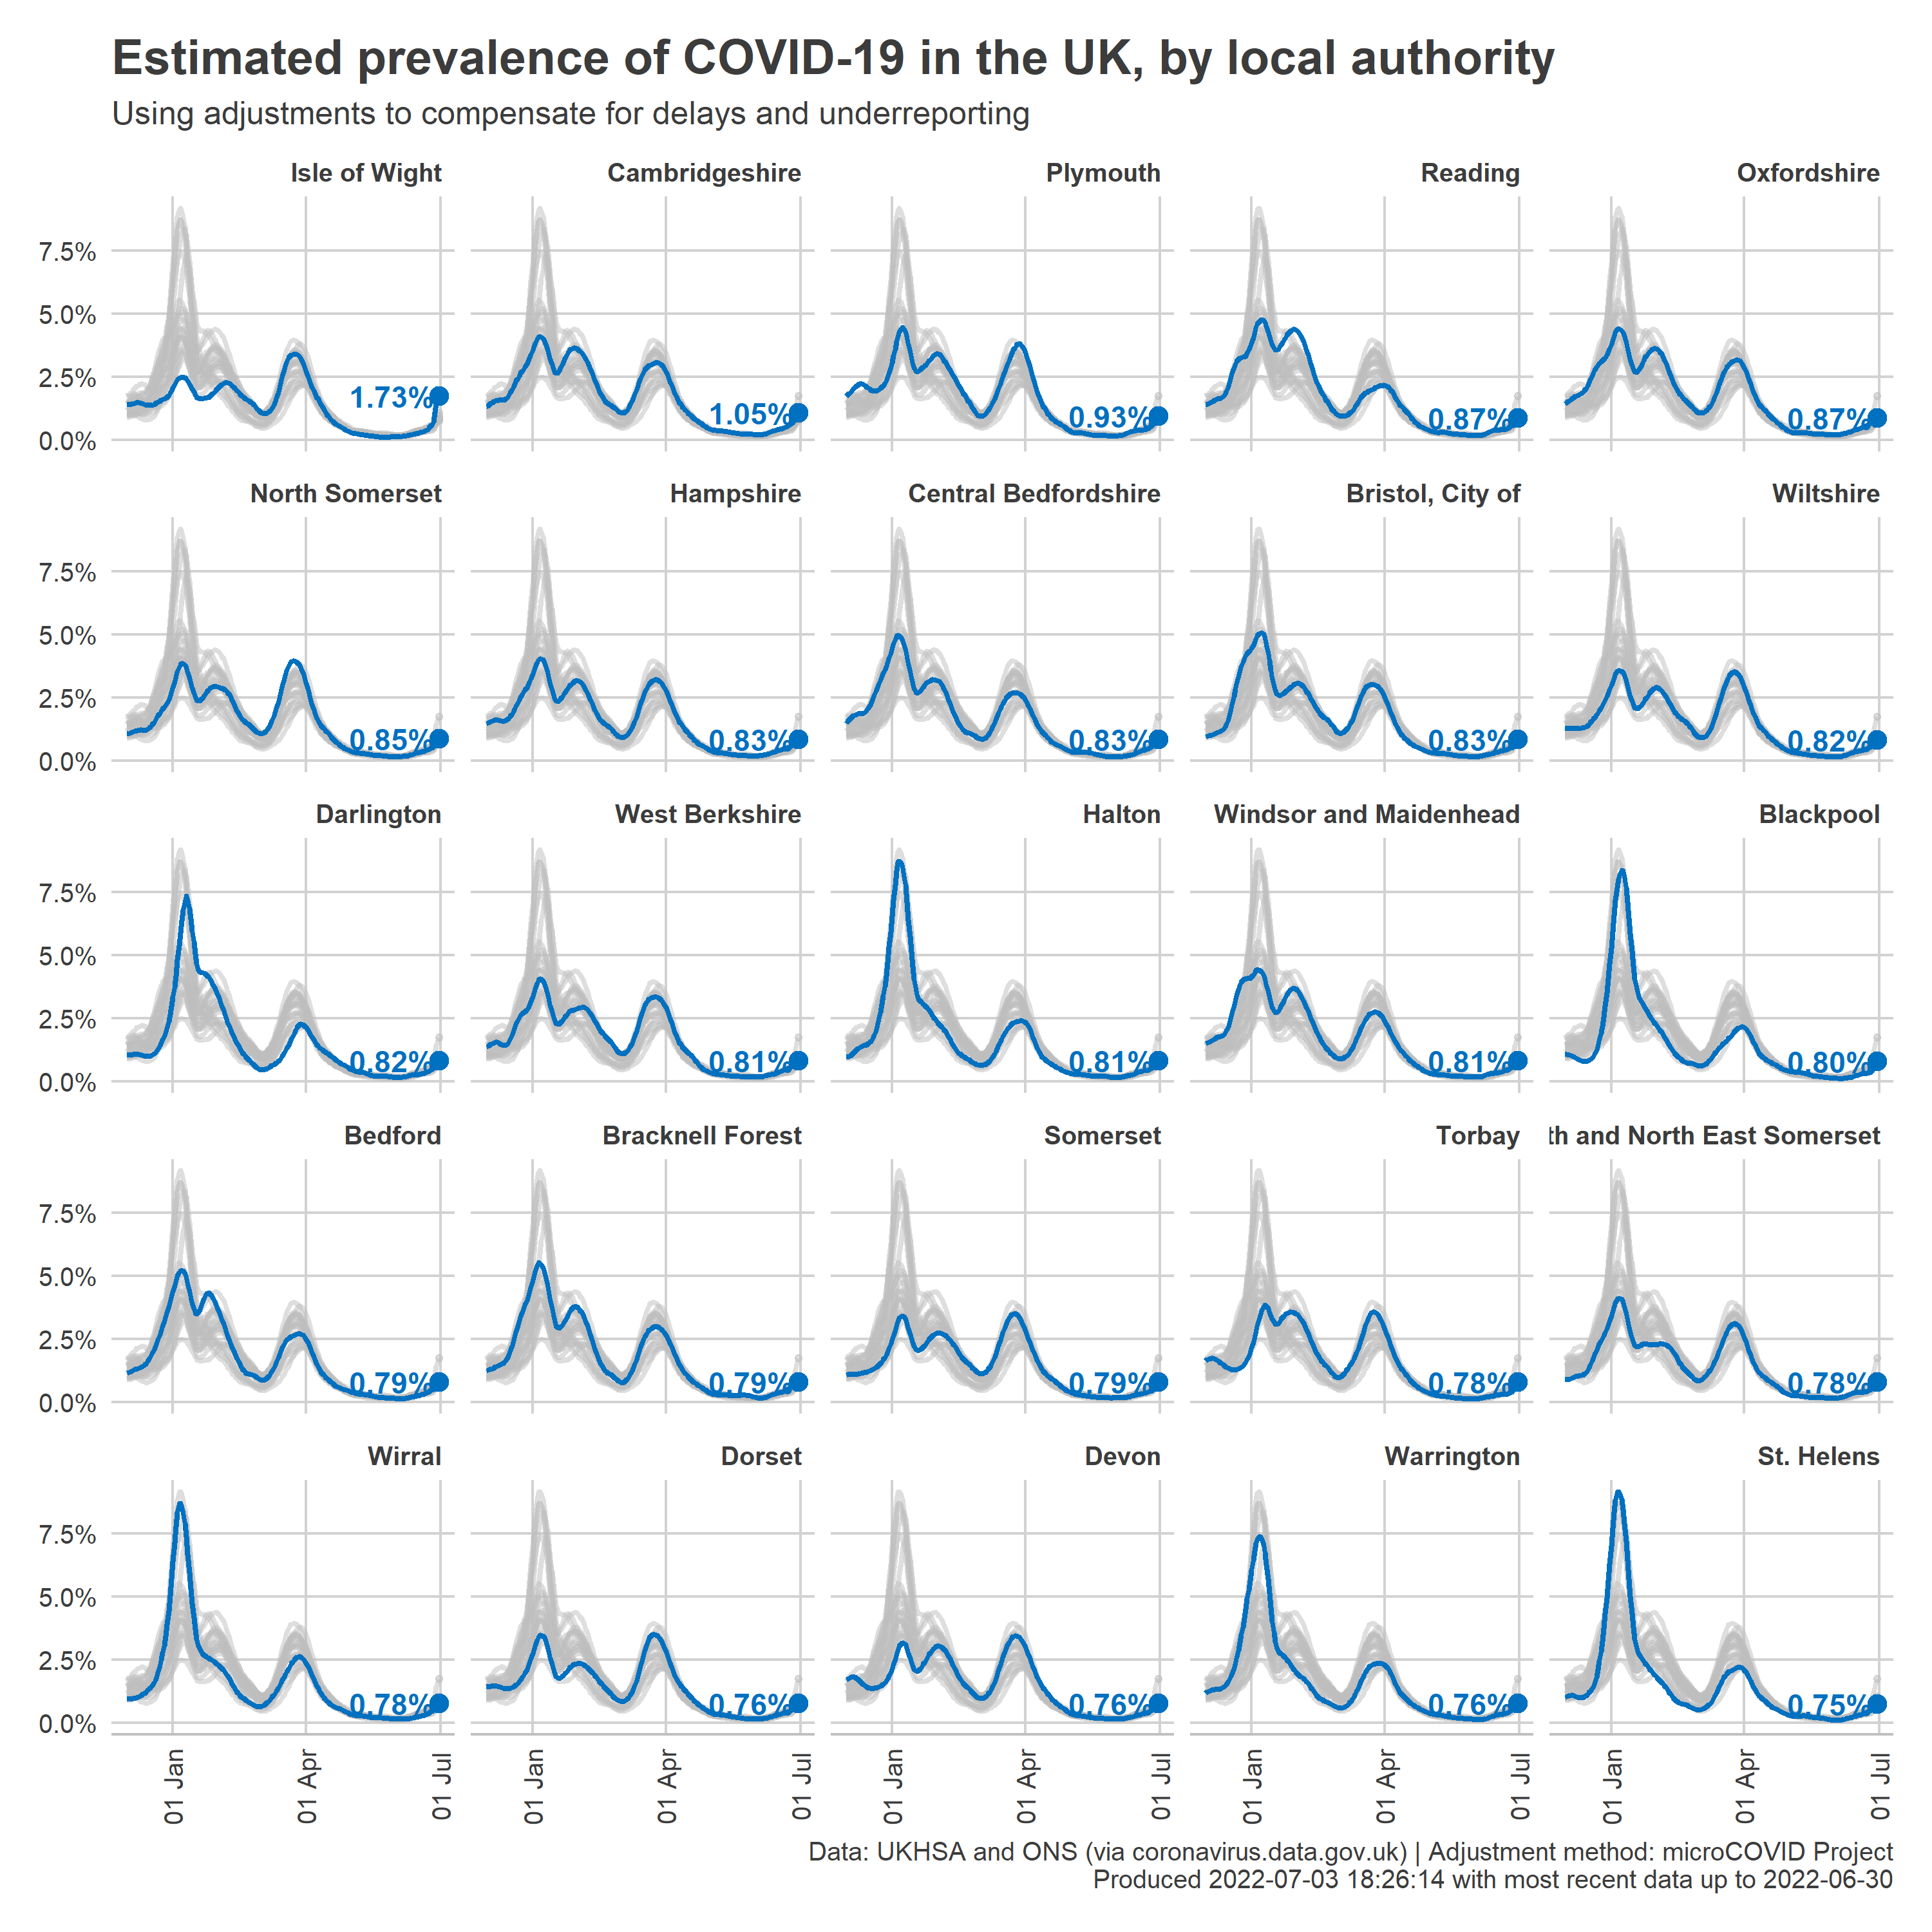 Estimated prevalence of COVID-19 in the UK, by local authority
Using adjustments to compensate for delays and underreporting
Isle of Wight
Cambridgeshire
Plymouth
Reading
Oxfordshire
7.5%
5.0%
2.5%
0.0%
1.73%
1.05%
0.93%
0.87%
0.87%
North Somerset
Hampshire
Central Bedfordshire
Bristol, City of
Wiltshire
7.5%
5.0%
2.5%
0.0%
0.85%
0.83%
0.83%
0.83%
0.82%
Darlington
West Berkshire
Halton
Windsor and Maidenhead
Blackpool
7.5%
5.0%
2.5%
0.0%
0.82%
0.81%
0.81%
0.81%
0.80%
Bedford
Bracknell Forest
Somerset
Torbay
th and North East Somerset
7.5%
5.0%
2.5%
0.0%
0.79%
0.79%
0.79%
0.78%
0.78%
Wirral
Dorset
Devon
Warrington
St. Helens
7.5%
5.0%
2.5%
0.0%
0.78%
0.76%
0.76%
0.76%
0.75%
01 Jan
01 Apr
01 Jul
01 Jan
01 Apr
01 Jul
01 Jan
01 Apr
01 Jul
01 Jan
01 Apr
01 Jul
01 Jan
01 Apr
01 Jul
Data: UKHSA and ONS (via coronavirus.data.gov.uk) | Adjustment method: microCOVID Project
Produced 2022-07-03 18:26:14 with most recent data up to 2022-06-30